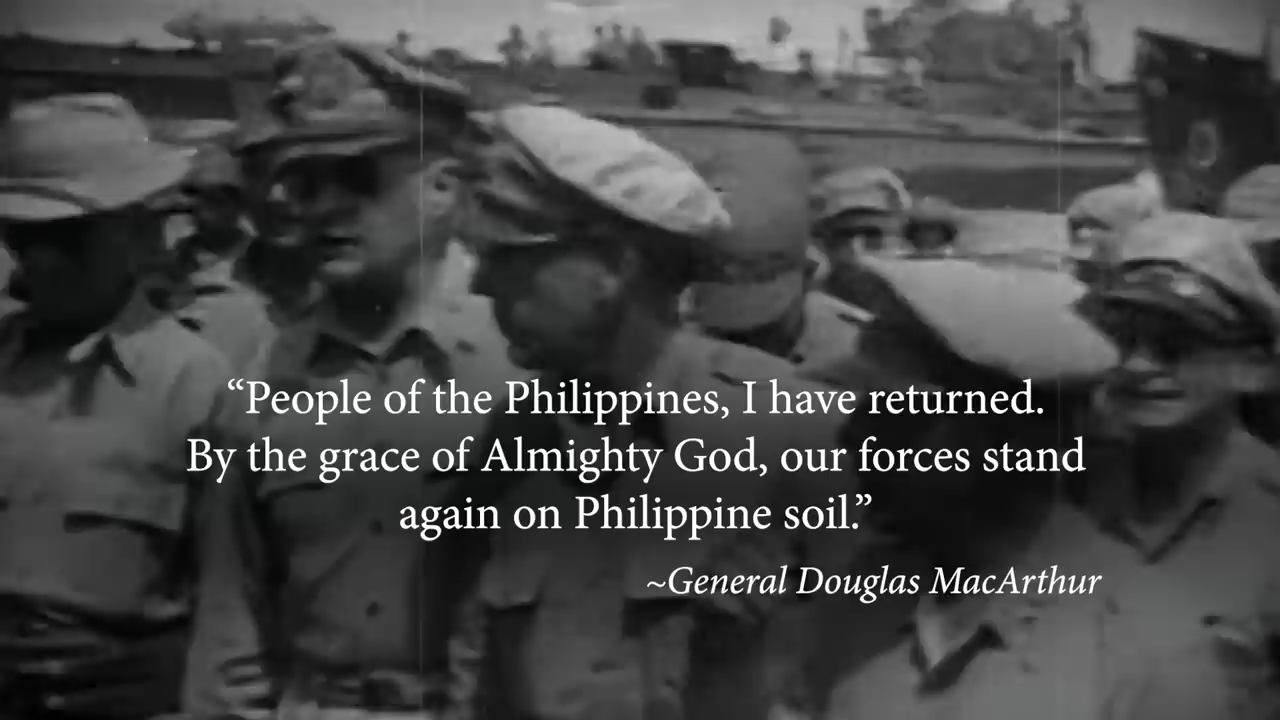 “People of the Philippines, I have returned.
By the grace of Almighty God, our forces stand
again on Philippine soil.”
~General Douglas MacArthur